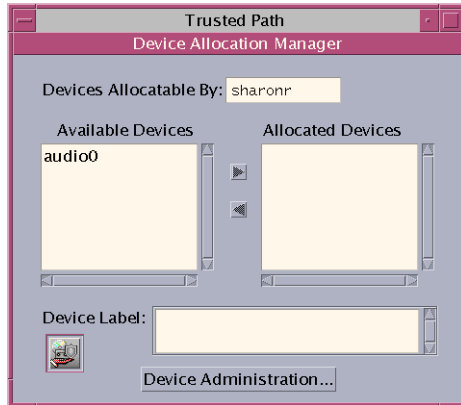 Trusted Path
Device Allocation Manager
Devices Allocatable By: sharonr
Available Devices
Allocated Devices
audio0
Device Label:
Device Administration...